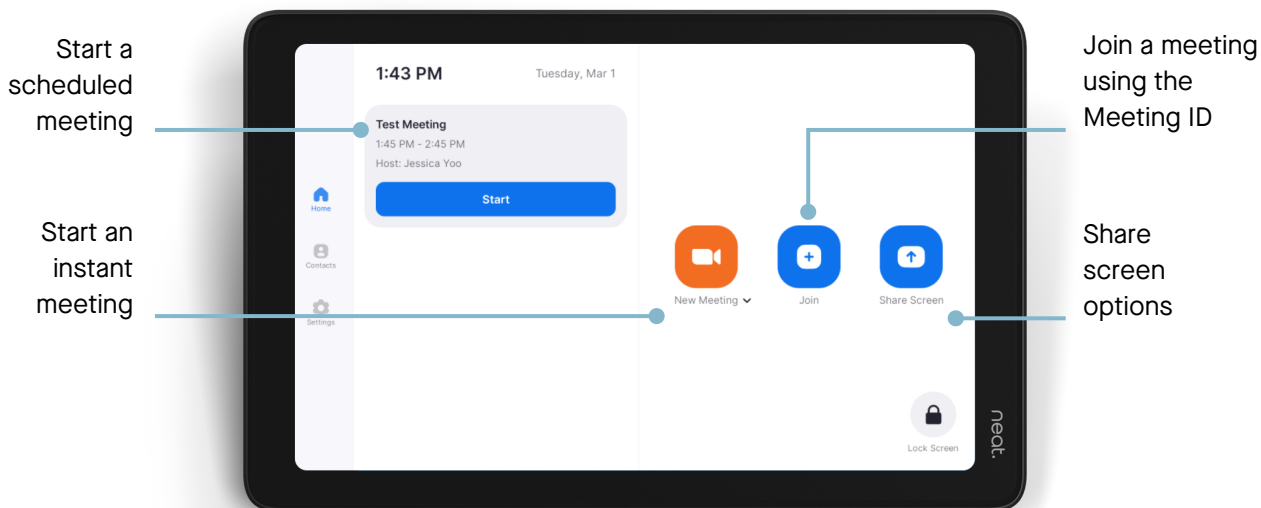 Start a
scheduled
meeting
Start an
instant
meeting
1:43 PM
Tuesday, Mar 1
Test Meeting
1:45 PM - 2:45 PM
Host: Jessica Yoo
Start
Home
Contacts
Settings
New Meeting
Join
Share Screen
Lock Screen
neat.
Join a meeting
using the
Meeting ID
Share
screen
options